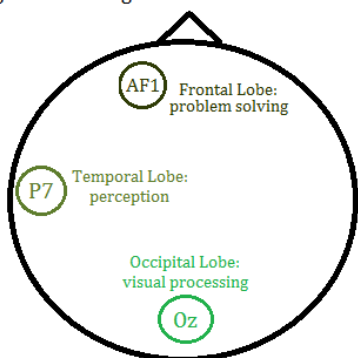 AF1
Frontal Lobe:
problem solving
P7
Temporal Lobe:
perception
Occipital Lobe:
visual processing
Oz